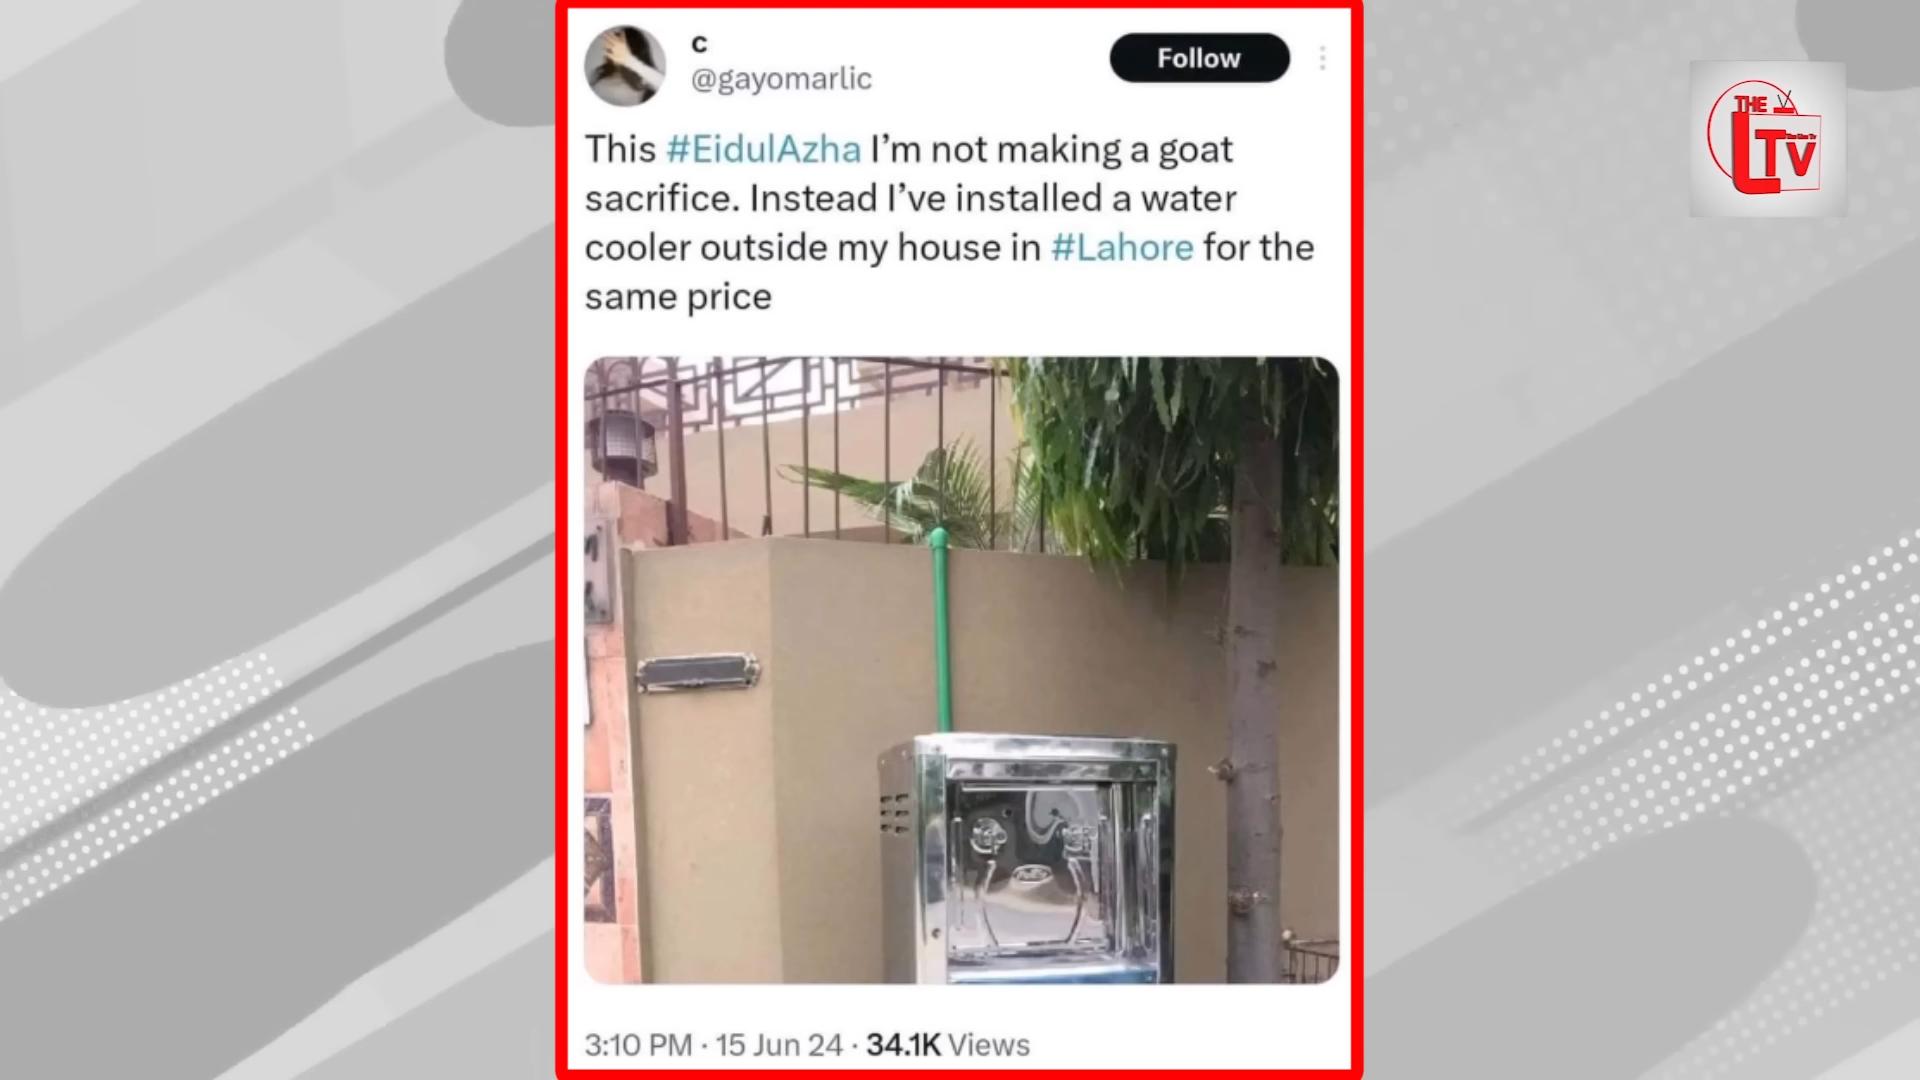 c
@gayomarlic
Follow
This #EidulAzha I’m not making a goat
sacrifice. Instead I’ve installed a water
cooler outside my house in #Lahore for the
same price
3:10 PM · 15 Jun 24 · 34.1K Views
THE
LTV